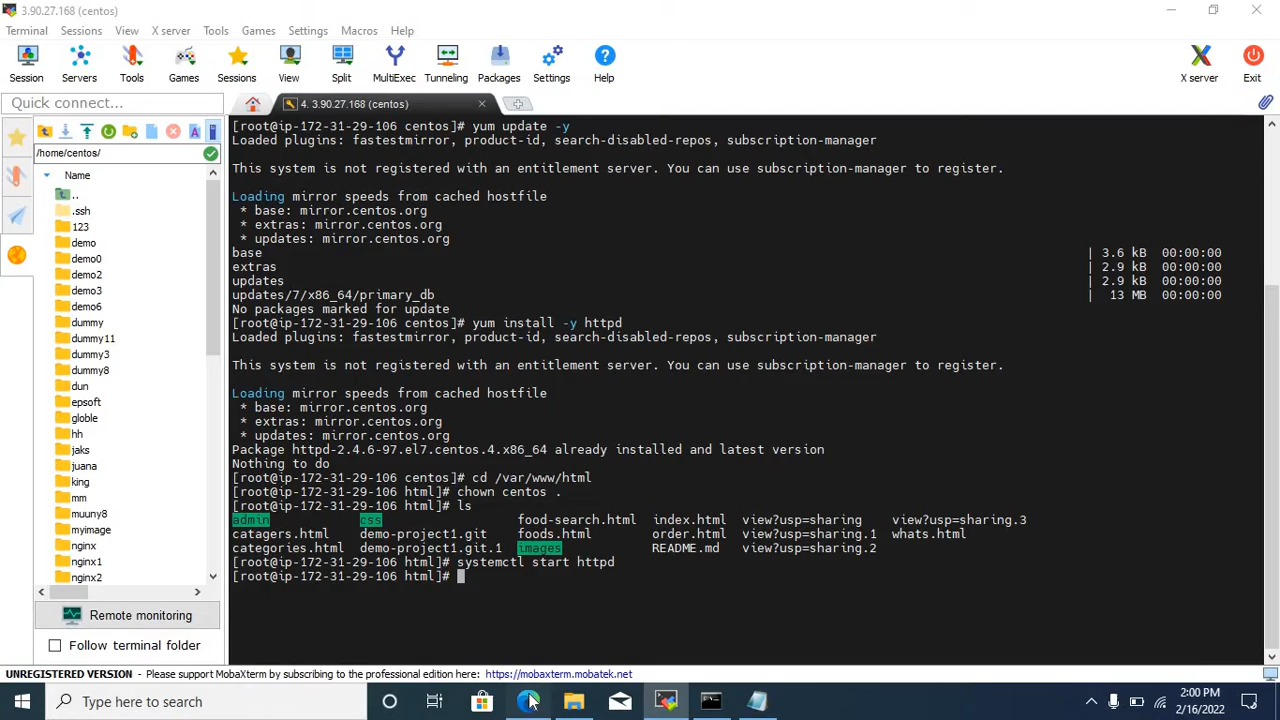 3.90.27.168 (centos)
Terminal Sessions View X server Tools Games Settings Macros Help
Session Servers Tools Games Sessions View Split MultiExec Tunneling Packages Settings Help X server Exit
Quick connect...
4. 3.90.27.168 (centos)
/home/centos/
Name
..
.ssh
123
demo
demo0
demo2
demo3
demo6
dummy
dummy11
dummy3
dummy8
dun
epsoft
globle
hh
jaks
juana
king
mm
muuny8
myimage
nginx
nginx1
nginx2
Remote monitoring
Follow terminal folder
[root@ip-172-31-29-106 centos]# yum update -y
Loaded plugins: fastestmirror, product-id, search-disabled-repos, subscription-manager
This system is not registered with an entitlement server. You can use subscription-manager to register.
Loading mirror speeds from cached hostfile
* base: mirror.centos.org
* extras: mirror.centos.org
* updates: mirror.centos.org
base | 3.6 kB 00:00:00
extras | 2.9 kB 00:00:00
updates | 2.9 kB 00:00:00
updates/7/x86_64/primary_db | 13 MB 00:00:00
No packages marked for update
[root@ip-172-31-29-106 centos]# yum install -y httpd
Loaded plugins: fastestmirror, product-id, search-disabled-repos, subscription-manager
This system is not registered with an entitlement server. You can use subscription-manager to register.
Loading mirror speeds from cached hostfile
* base: mirror.centos.org
* extras: mirror.centos.org
* updates: mirror.centos.org
Package httpd-2.4.6-97.el7.centos.4.x86_64 already installed and latest version
Nothing to do
[root@ip-172-31-29-106 centos]# cd /var/www/html
[root@ip-172-31-29-106 html]# chown centos .
[root@ip-172-31-29-106 html]# ls
admin css food-search.html index.html view?usp=sharing view?usp=sharing.3
catagers.html demo-project1.git foods.html order.html view?usp=sharing.1 whats.html
categories.html demo-project1.git.1 images README.md view?usp=sharing.2
[root@ip-172-31-29-106 html]# systemctl start httpd
[root@ip-172-31-29-106 html]#
UNREGISTERED VERSION - Please support MobaXterm by subscribing to the professional edition here: https://mobaxterm.mobatek.net
Type here to search
2:00 PM
2/16/2022